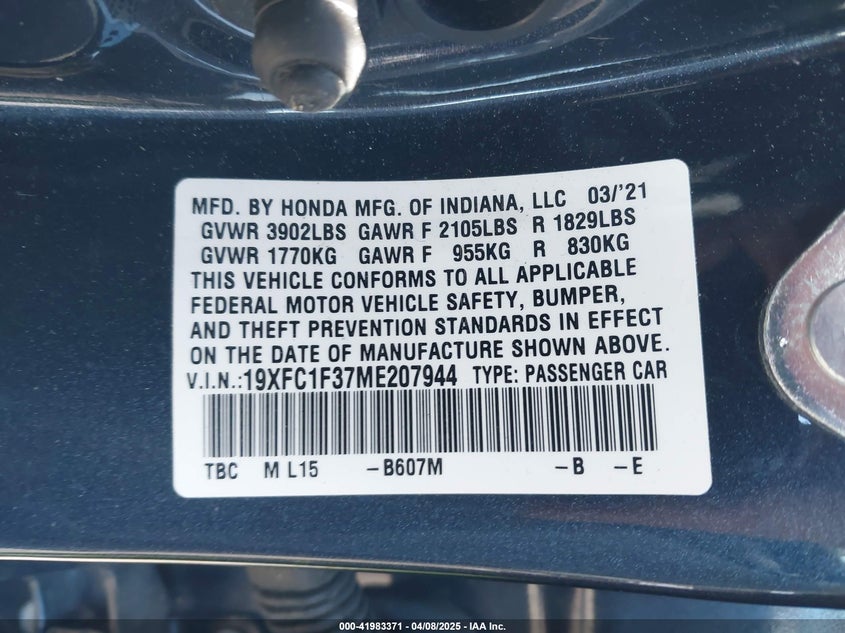 MFD. BY HONDA MFG. OF INDIANA, LLC 03/'21
GVWR 3902LBS GAWR F 2105LBS R 1829LBS
GVWR 1770KG GAWR F 955KG R 830KG
THIS VEHICLE CONFORMS TO ALL APPLICABLE
FEDERAL MOTOR VEHICLE SAFETY, BUMPER,
AND THEFT PREVENTION STANDARDS IN EFFECT
ON THE DATE OF MANUFACTURE SHOWN ABOVE.
V.I.N.:19XFC1F37ME207944 TYPE: PASSENGER CAR
TBC M L15 -B607M -B -E
000-41983371 | 04/08/2025 - IAA Inc.